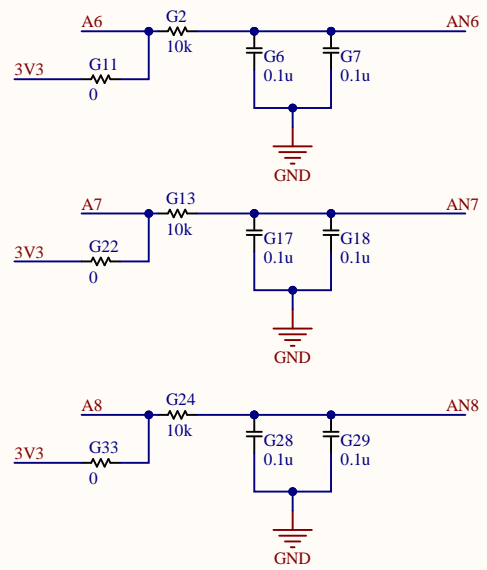 A6 G2 AN6
10k
3V3 G11 G6 G7
0 0.1u 0.1u
GND
A7 G13 AN7
10k
3V3 G22 G17 G18
0 0.1u 0.1u
GND
A8 G24 AN8
10k
3V3 G33 G28 G29
0 0.1u 0.1u
GND